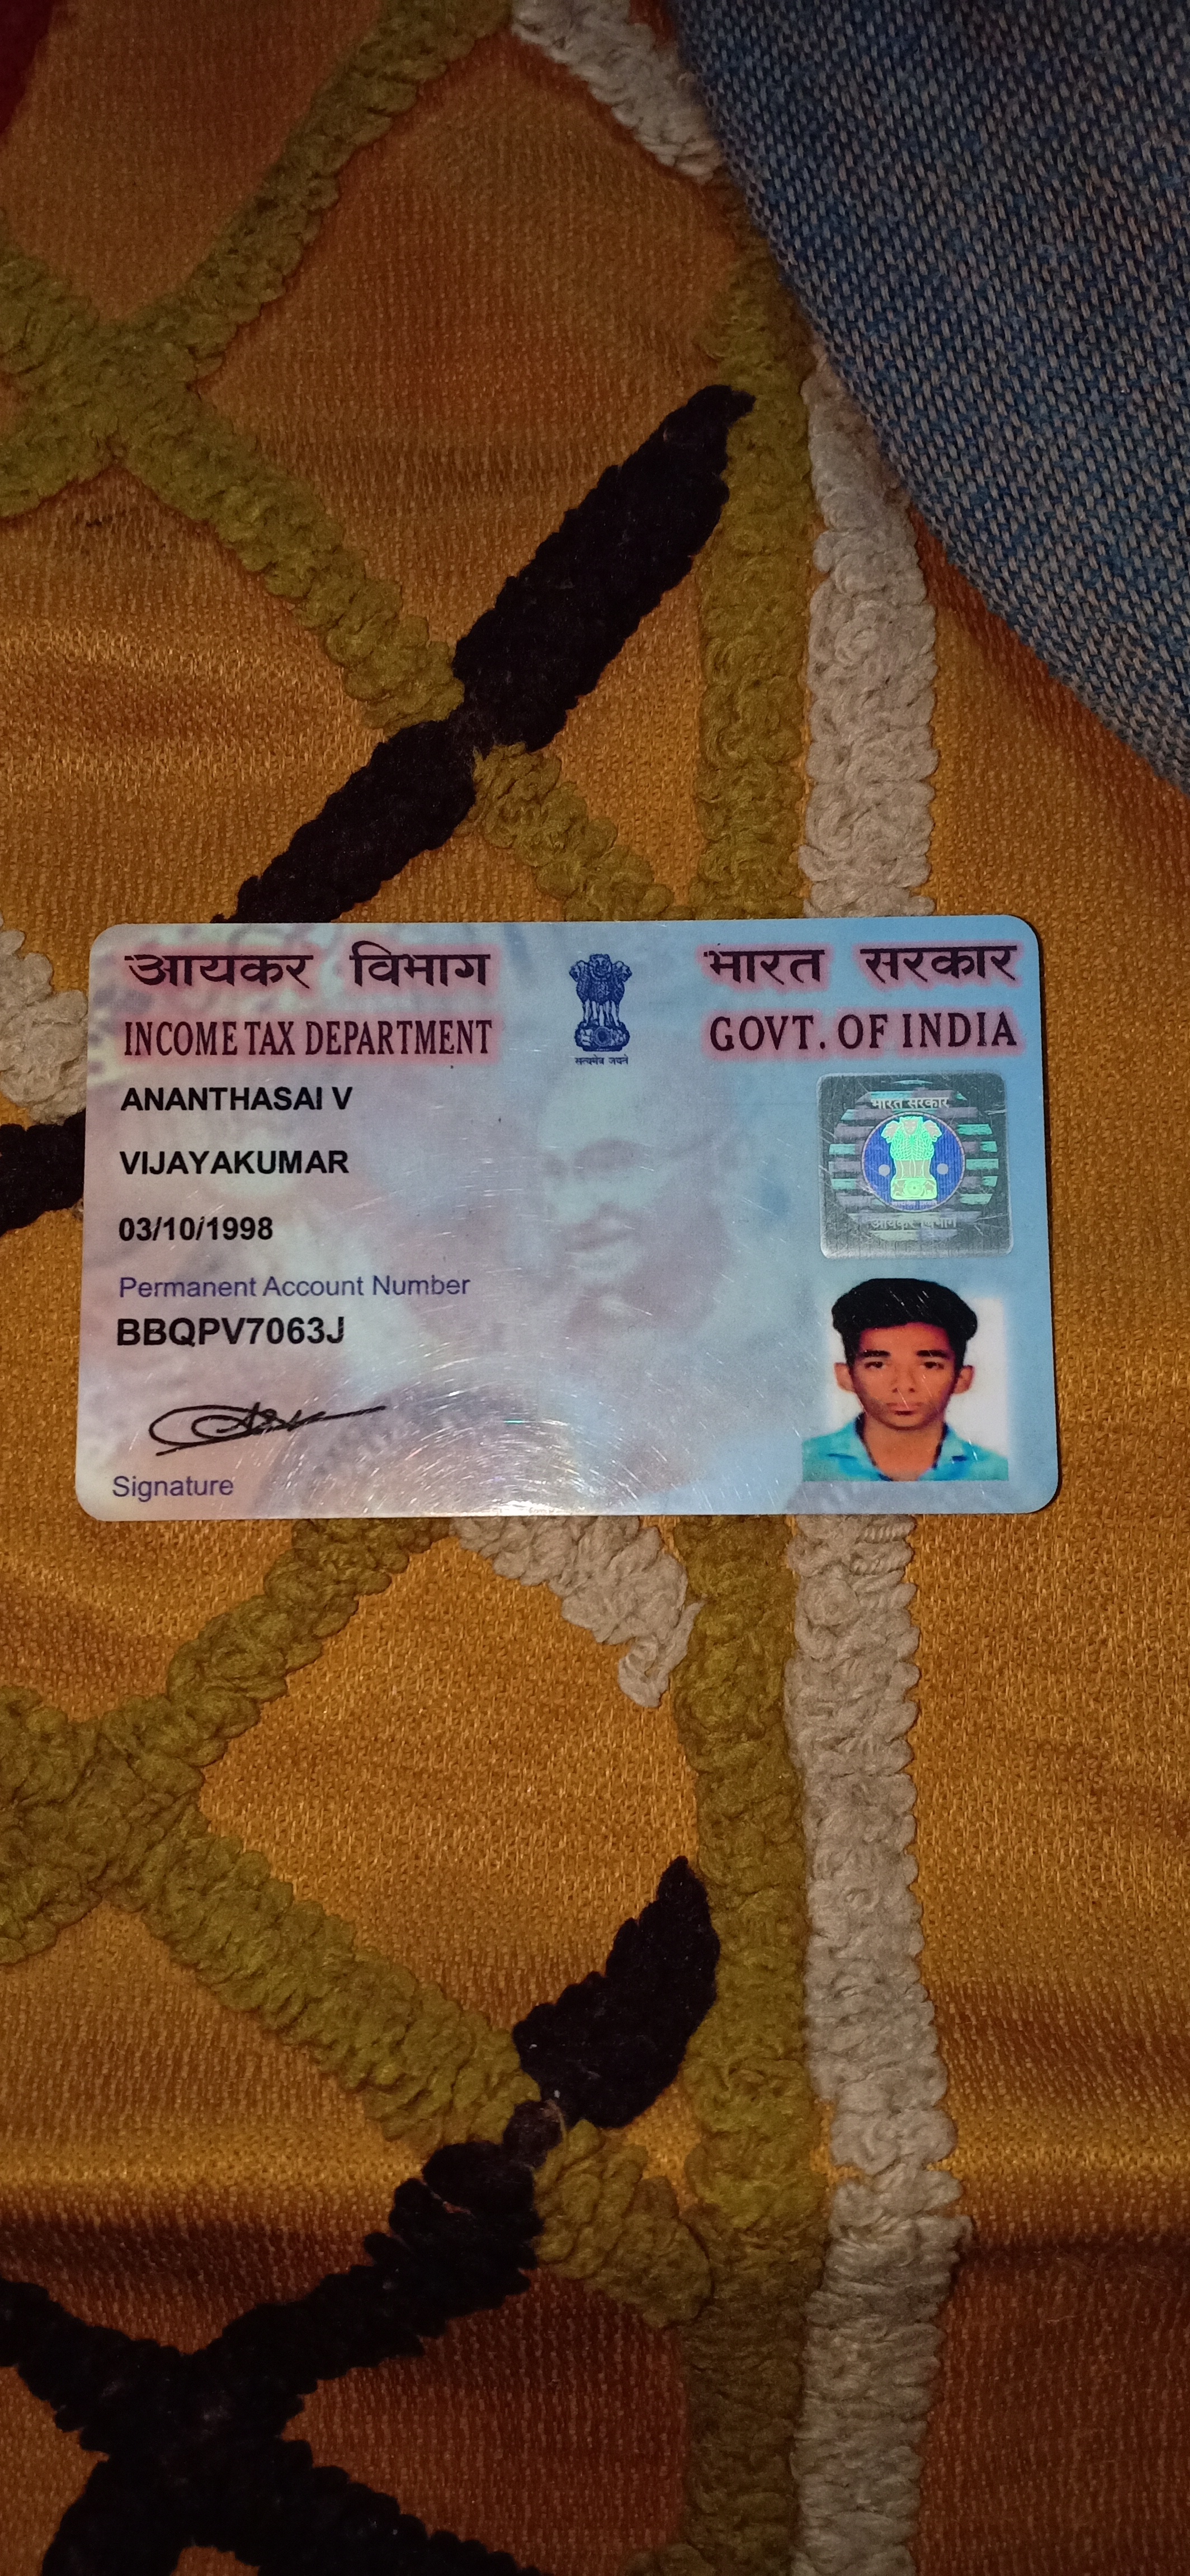 आयकर विभाग
भारत सरकार
INCOME TAX DEPARTMENT
GOVT. OF INDIA
सत्यमेव जयते
ANANTHASAI V
VIJAYAKUMAR
03/10/1998
Permanent Account Number
BBQPV7063J
Signature
भारत सरकार
आयकर विभाग